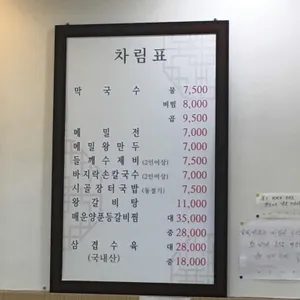 차림표
막국수 물 7,500
비빔 8,000
곱 9,500
메밀전 7,000
메밀왕만두 7,000
들깨수제비 (2인이상) 7,500
바지락손칼국수 (2인이상) 7,000
시골장터국밥 (동절기) 7,500
왕갈비탕 11,000
매운양푼등갈비찜 대 35,000
중 28,000
삼겹수육 대 28,000
(국내산) 중 18,000